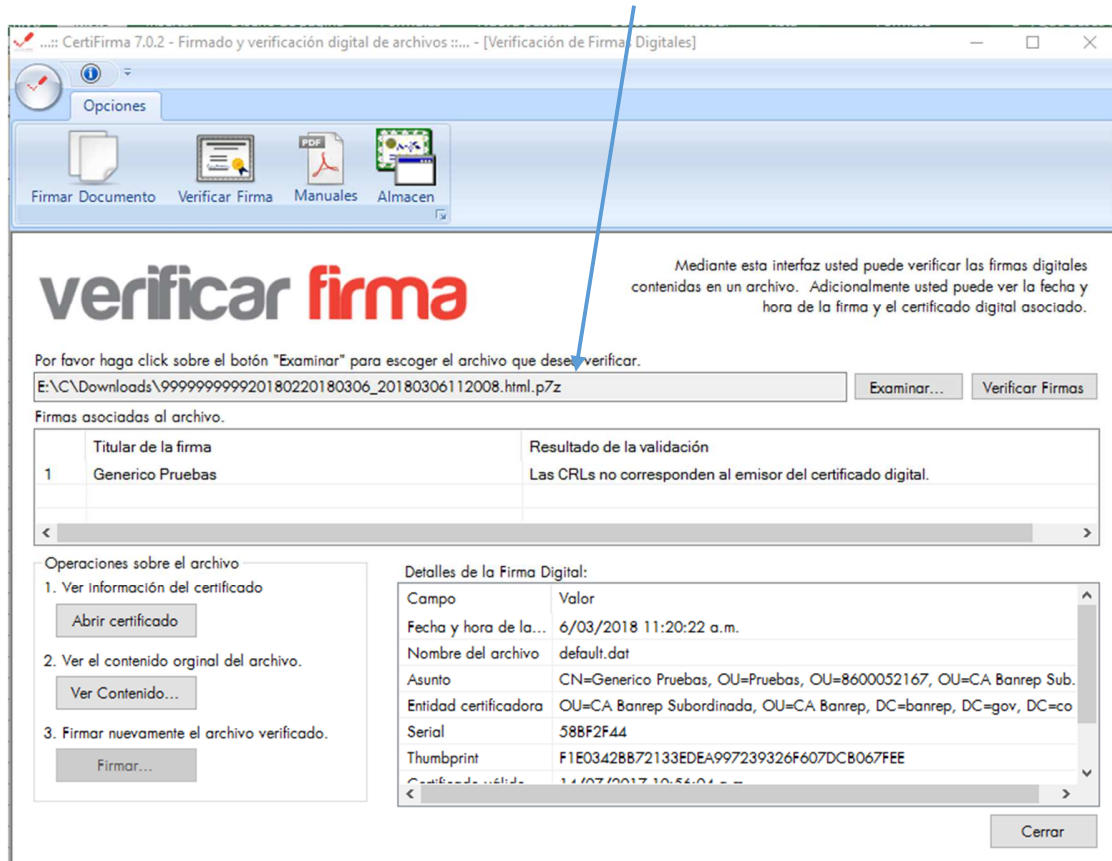 ...:: CertiFirma 7.0.2 - Firmado y verificación digital de archivos ::... - [Verificación de Firmas Digitales]
Opciones
Firmar Documento Verificar Firma Manuales Almacen
PDF
verificar firma
Mediante esta interfaz usted puede verificar las firmas digitales
contenidas en un archivo. Adicionalmente usted puede ver la fecha y
hora de la firma y el certificado digital asociado.
Por favor haga click sobre el botón "Examinar" para escoger el archivo que desee verificar.
E:\C\Downloads\999999999920180220180306_20180306112008.html.p7z Examinar... Verificar Firmas
Firmas asociadas al archivo.
Titular de la firma Resultado de la validación
1 Generico Pruebas Las CRLs no corresponden al emisor del certificado digital.
Operaciones sobre el archivo
1. Ver información del certificado
Abrir certificado
2. Ver el contenido orginal del archivo.
Ver Contenido...
3. Firmar nuevamente el archivo verificado.
Firmar...
Detalles de la Firma Digital:
Campo Valor
Fecha y hora de la... 6/03/2018 11:20:22 a.m.
Nombre del archivo default.dat
Asunto CN=Generico Pruebas, OU=Pruebas, OU=8600052167, OU=CA Banrep Sub.
Entidad certificadora OU=CA Banrep Subordinada, OU=CA Banrep, DC=banrep, DC=gov, DC=co
Serial 58BF2F44
Thumbprint F1E0342BB72133EDEA997239326F607DCB067FEE
Cerrar